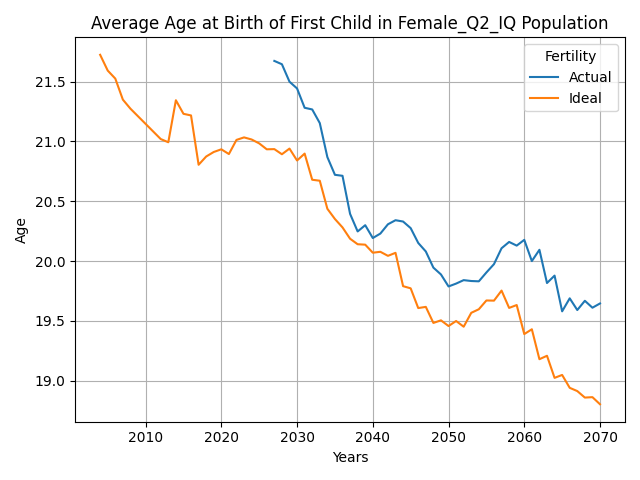 Average Age at Birth of First Child in Female_Q2_IQ Population
Fertility
Actual
Ideal
21.5
21.0
20.5
20.0
19.5
19.0
Age
2010 2020 2030 2040 2050 2060 2070
Years